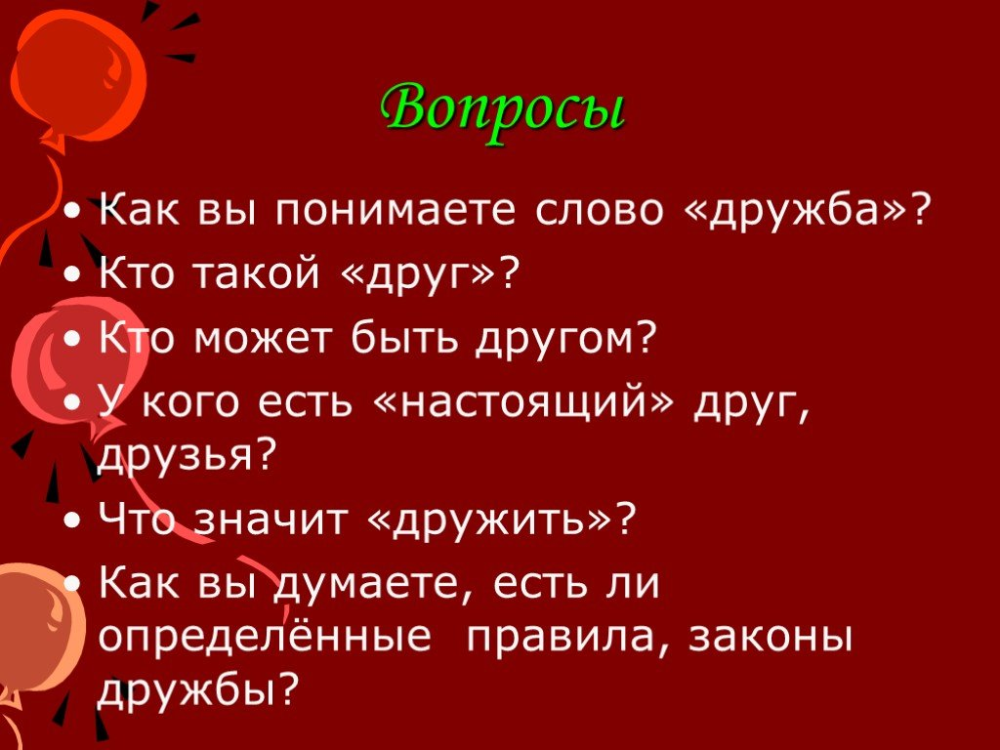 Вопросы
• Как вы понимаете слово «дружба»?
• Кто такой «друг»?
• Кто может быть другом?
• У кого есть «настоящий» друг,
друзья?
• Что значит «дружить»?
• Как вы думаете, есть ли
определённые  правила, законы
дружбы?